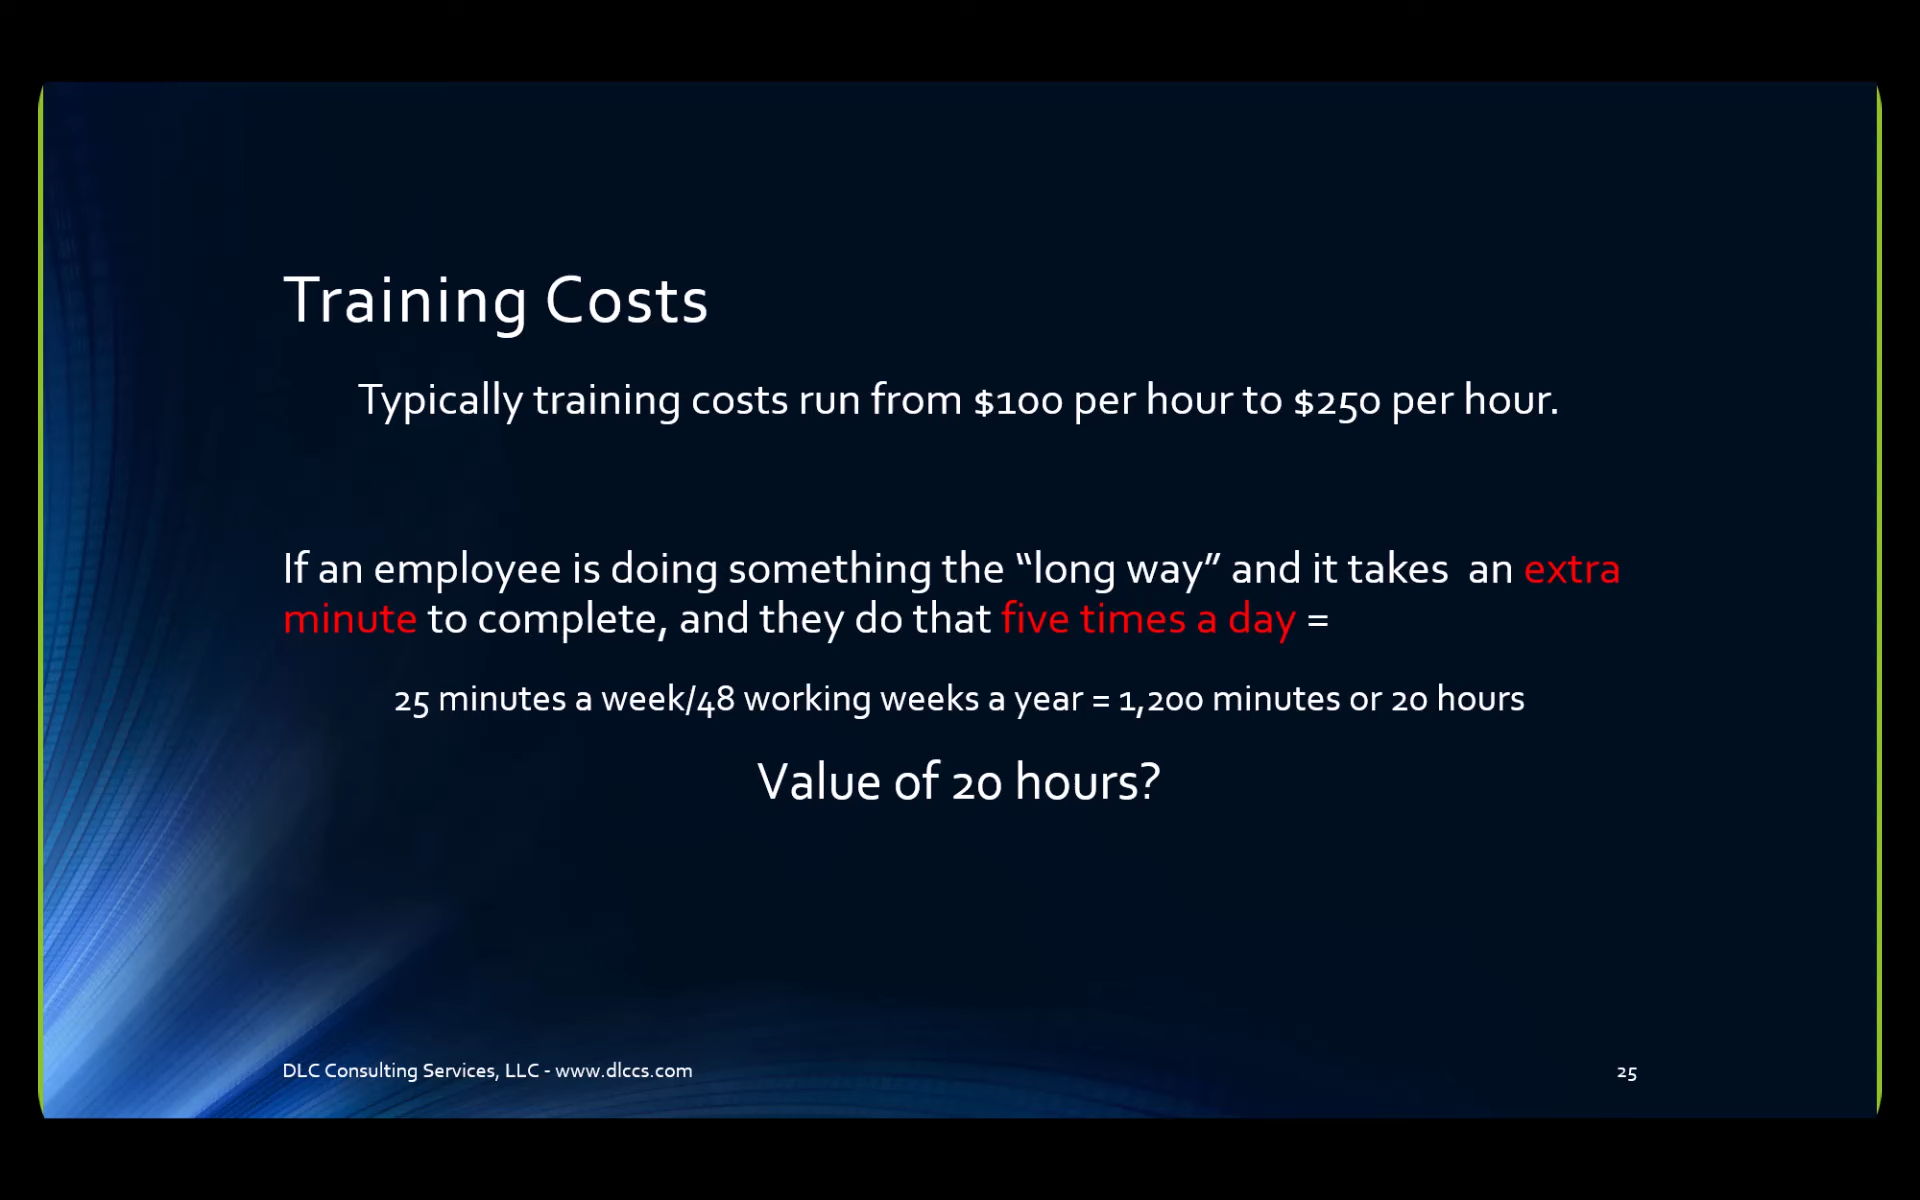 Training Costs
Typically training costs run from $100 per hour to $250 per hour.
If an employee is doing something the “long way” and it takes  an extra
minute to complete, and they do that five times a day =
25 minutes a week/48 working weeks a year = 1,200 minutes or 20 hours
Value of 20 hours?
DLC Consulting Services, LLC - www.dlccs.com
25